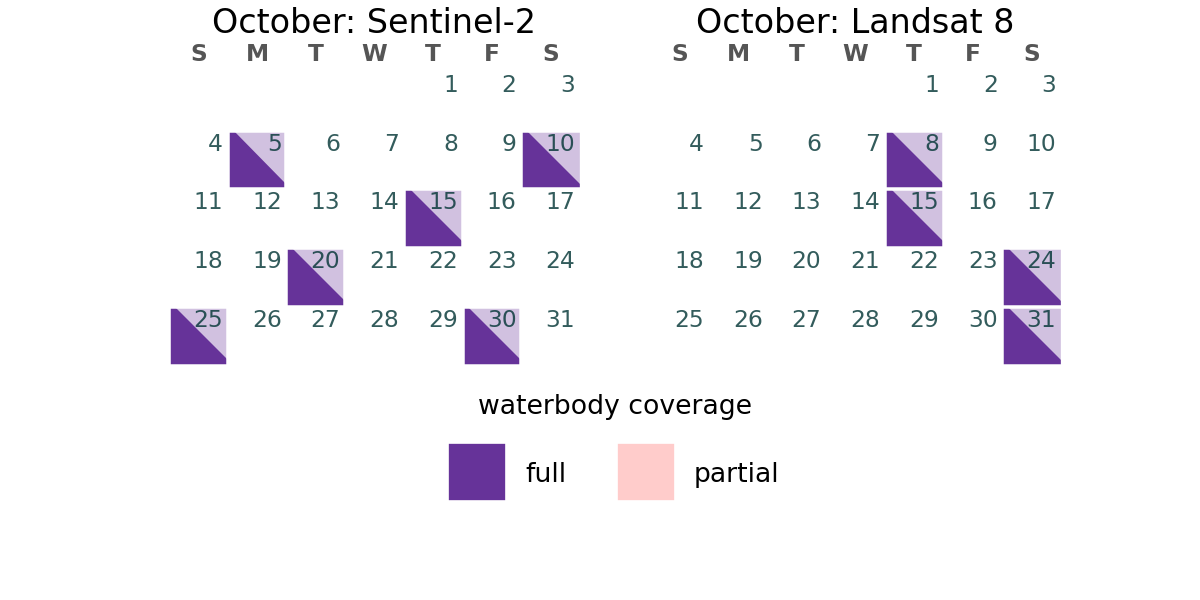 October: Sentinel-2
S M T W T F S
1 2 3
4 5 6 7 8 9 10
11 12 13 14 15 16 17
18 19 20 21 22 23 24
25 26 27 28 29 30 31
October: Landsat 8
S M T W T F S
1 2 3
4 5 6 7 8 9 10
11 12 13 14 15 16 17
18 19 20 21 22 23 24
25 26 27 28 29 30 31
waterbody coverage
full
partial